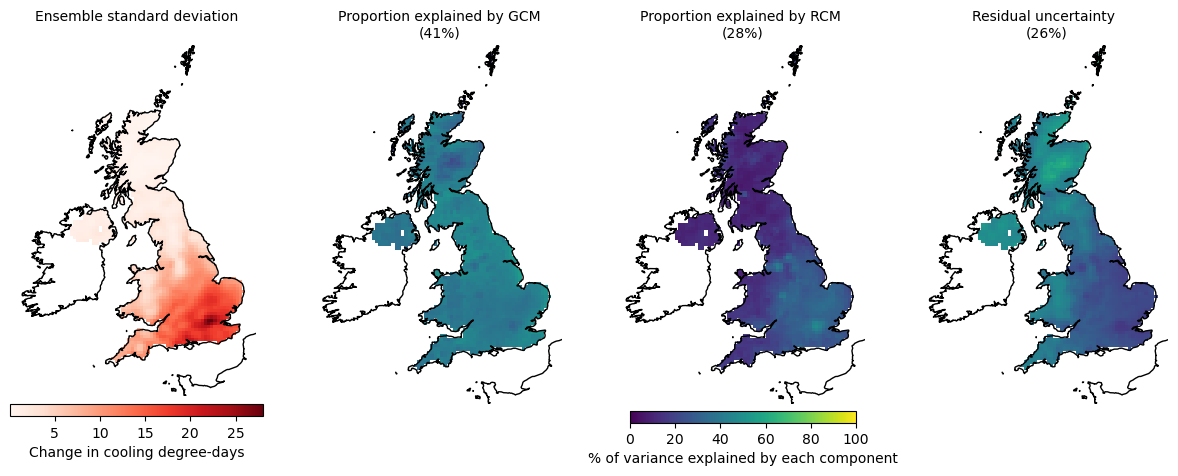 Ensemble standard deviation
Proportion explained by GCM
(41%)
Proportion explained by RCM
(28%)
Residual uncertainty
(26%)
5 10 15 20 25
Change in cooling degree-days
0 20 40 60 80 100
% of variance explained by each component